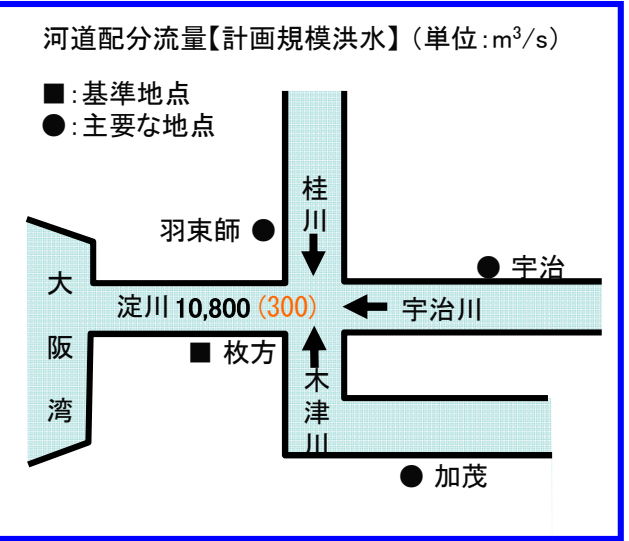 河道配分流量【計画規模洪水】（単位：m³/s）
■：基準地点
●：主要な地点
桂川
羽束師 ●
● 宇治
大阪湾
淀川 10,800 (300)
宇治川
■ 枚方
木津川
● 加茂